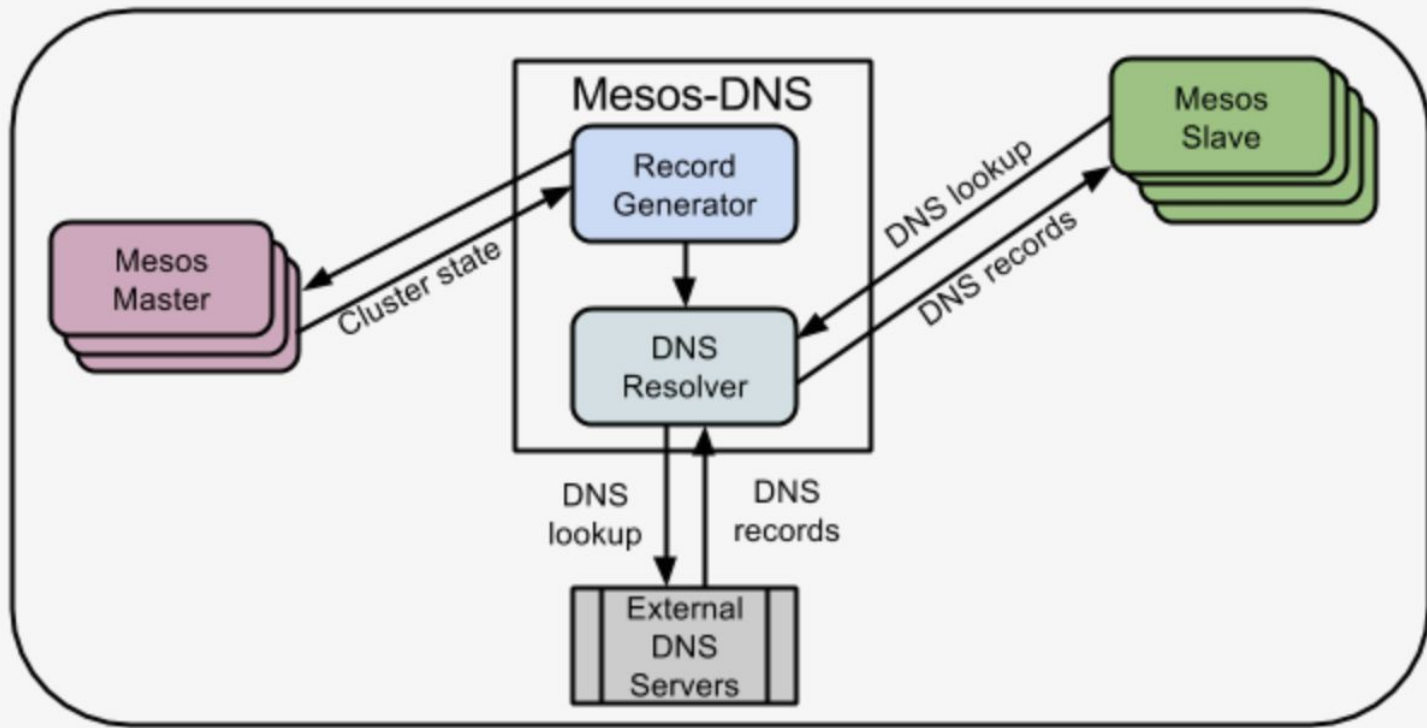 Mesos-DNS
Record
Generator
Mesos
Slave
DNS lookup
DNS records
Mesos
Master
Cluster state
DNS
Resolver
DNS
lookup
DNS
records
External
DNS
Servers